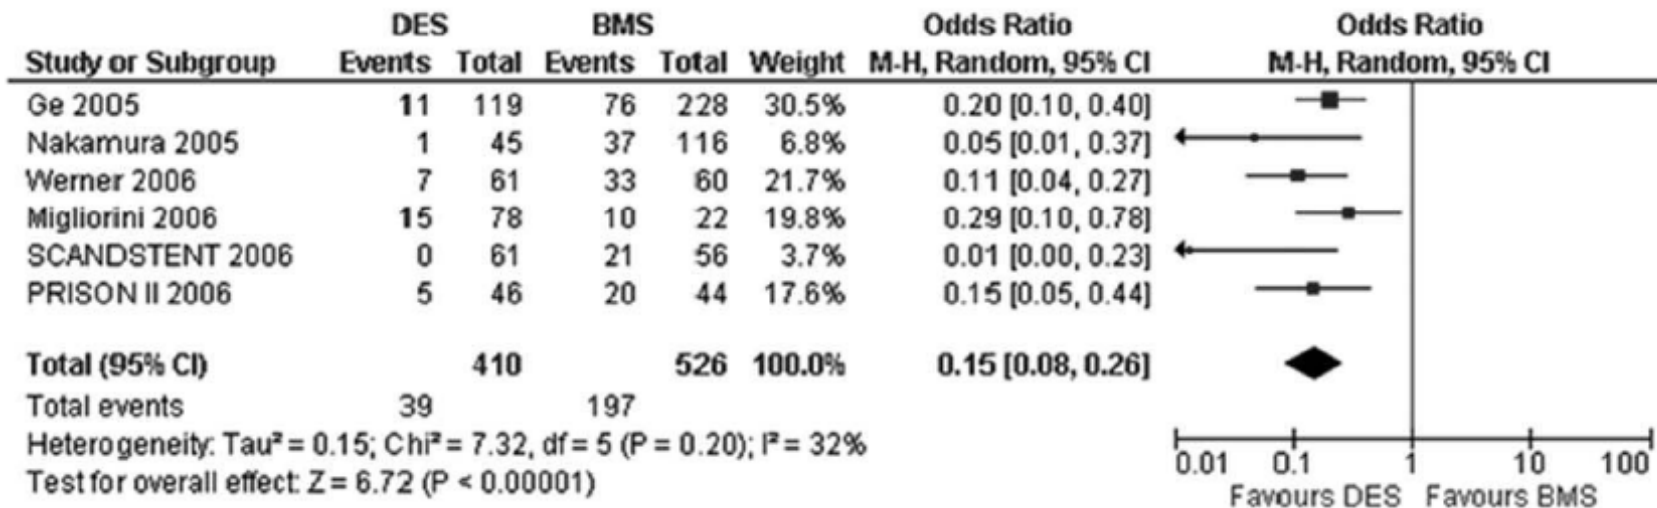 DES BMS Odds Ratio Odds Ratio
Study or Subgroup Events Total Events Total Weight M-H, Random, 95% CI M-H, Random, 95% CI
Ge 2005 11 119 76 228 30.5% 0.20 [0.10, 0.40]
Nakamura 2005 1 45 37 116 6.8% 0.05 [0.01, 0.37]
Werner 2006 7 61 33 60 21.7% 0.11 [0.04, 0.27]
Migliorini 2006 15 78 10 22 19.8% 0.29 [0.10, 0.78]
SCANDSTENT 2006 0 61 21 56 3.7% 0.01 [0.00, 0.23]
PRISON II 2006 5 46 20 44 17.6% 0.15 [0.05, 0.44]
Total (95% CI) 410 526 100.0% 0.15 [0.08, 0.26]
Total events 39 197
Heterogeneity: Tau² = 0.15; Chi² = 7.32, df = 5 (P = 0.20); I² = 32%
Test for overall effect: Z = 6.72 (P < 0.00001)
0.01 0.1 1 10 100
Favours DES Favours BMS